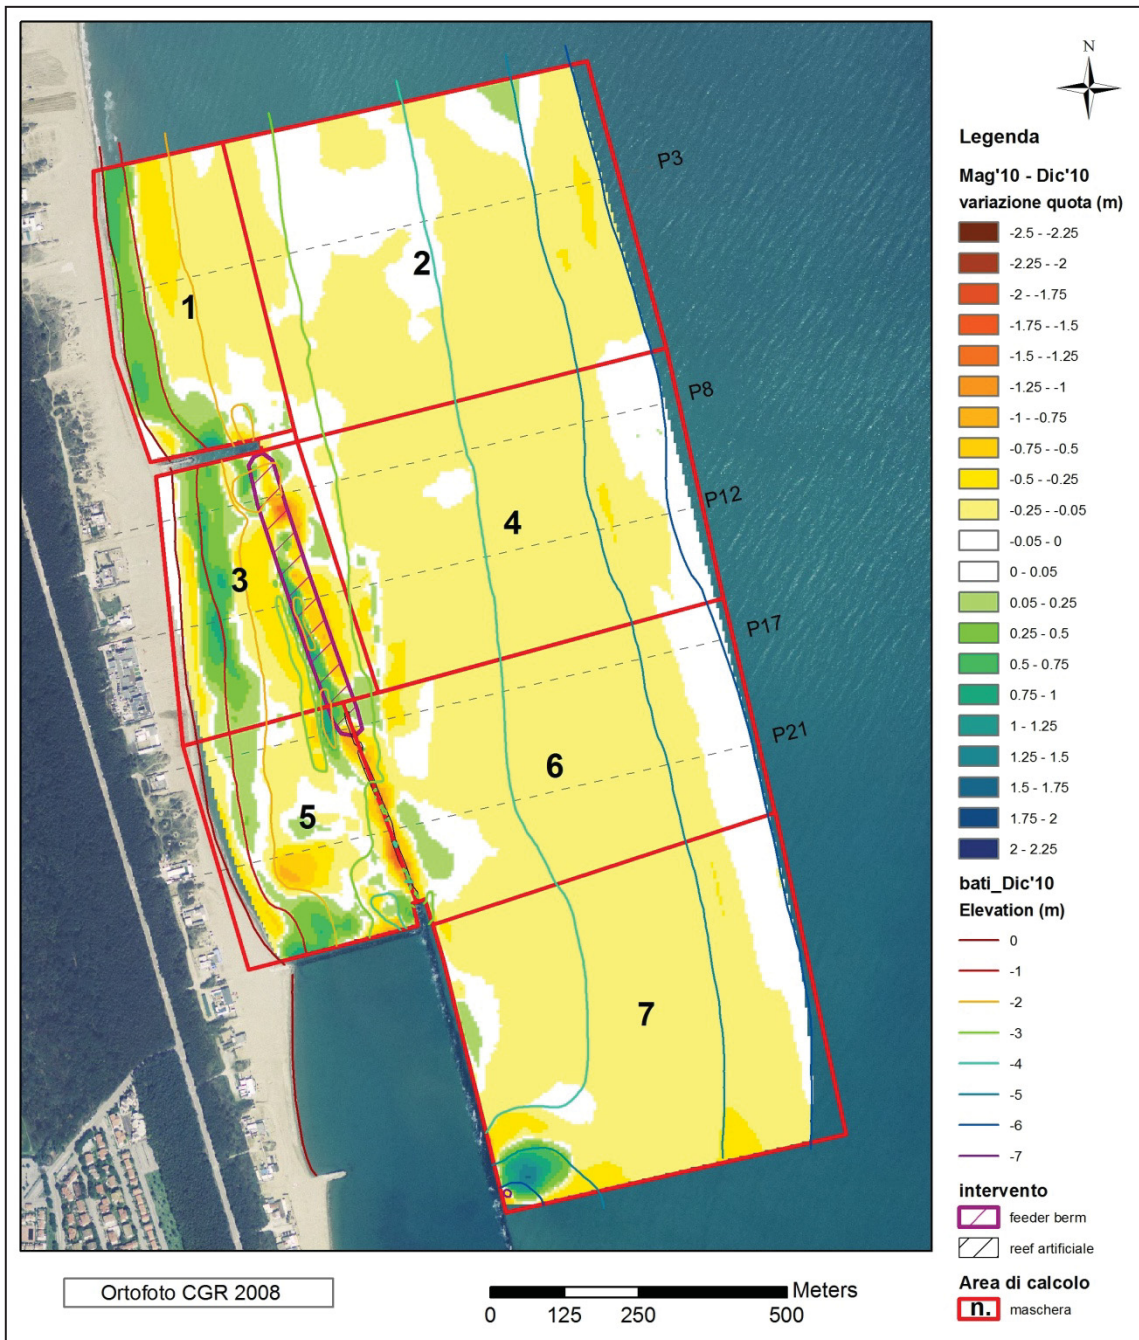 N
Legenda
Mag'10 - Dic'10
variazione quota (m)
-2.5 - -2.25
-2.25 - -2
-2 - -1.75
-1.75 - -1.5
-1.5 - -1.25
-1.25 - -1
-1 - -0.75
-0.75 - -0.5
-0.5 - -0.25
-0.25 - -0.05
-0.05 - 0
0 - 0.05
0.05 - 0.25
0.25 - 0.5
0.5 - 0.75
0.75 - 1
1 - 1.25
1.25 - 1.5
1.5 - 1.75
1.75 - 2
2 - 2.25
bati_Dic'10
Elevation (m)
0
-1
-2
-3
-4
-5
-6
-7
intervento
feeder berm
reef artificiale
Area di calcolo
n. maschera
P3
P8
P12
P17
P21
1
2
3
4
5
6
7
Ortofoto CGR 2008
Meters
0 125 250 500